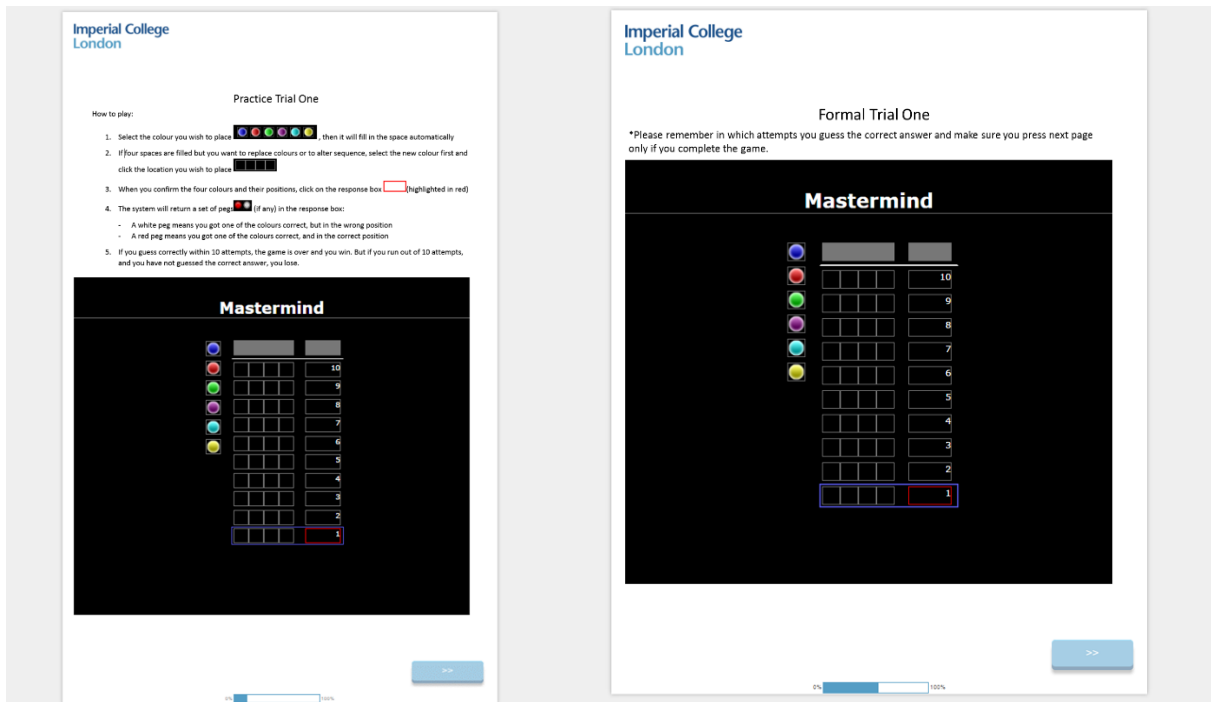 Imperial College
London
Practice Trial One
How to play:
1. Select the colour you wish to place , then it will fill in the space automatically
2. If four spaces are filled but you want to replace colours or to alter sequence, select the new colour first and
click the location you wish to place
3. When you confirm the four colours and their positions, click on the response box (highlighted in red)
4. The system will return a set of pegs (if any) in the response box:
- A white peg means you got one of the colours correct, but in the wrong position
- A red peg means you got one of the colours correct, and in the correct position
5. If you guess correctly within 10 attempts, the game is over and you win. But if you run out of 10 attempts,
and you have not guessed the correct answer, you lose.
Mastermind
10
9
8
7
6
5
4
3
2
1
>>
0% 100%
Imperial College
London
Formal Trial One
*Please remember in which attempts you guess the correct answer and make sure you press next page
only if you complete the game.
Mastermind
10
9
8
7
6
5
4
3
2
1
>>
0% 100%